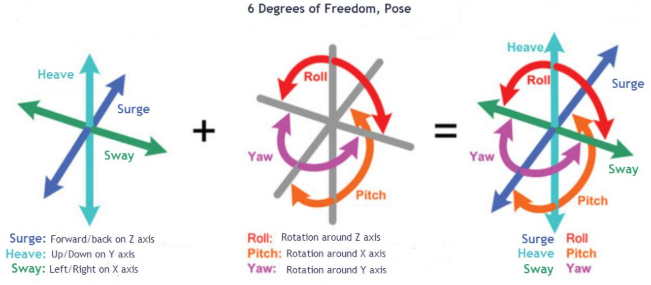 6 Degrees of Freedom, Pose
Heave
Surge
Sway
Surge: Forward/back on Z axis
Heave: Up/Down on Y axis
Sway: Left/Right on X axis
+
Roll
Yaw
Pitch
Roll: Rotation around Z axis
Pitch: Rotation around X axis
Yaw: Rotation around Y axis
=
Heave
Roll
Surge
Yaw
Sway
Pitch
Surge Roll
Heave Pitch
Sway Yaw